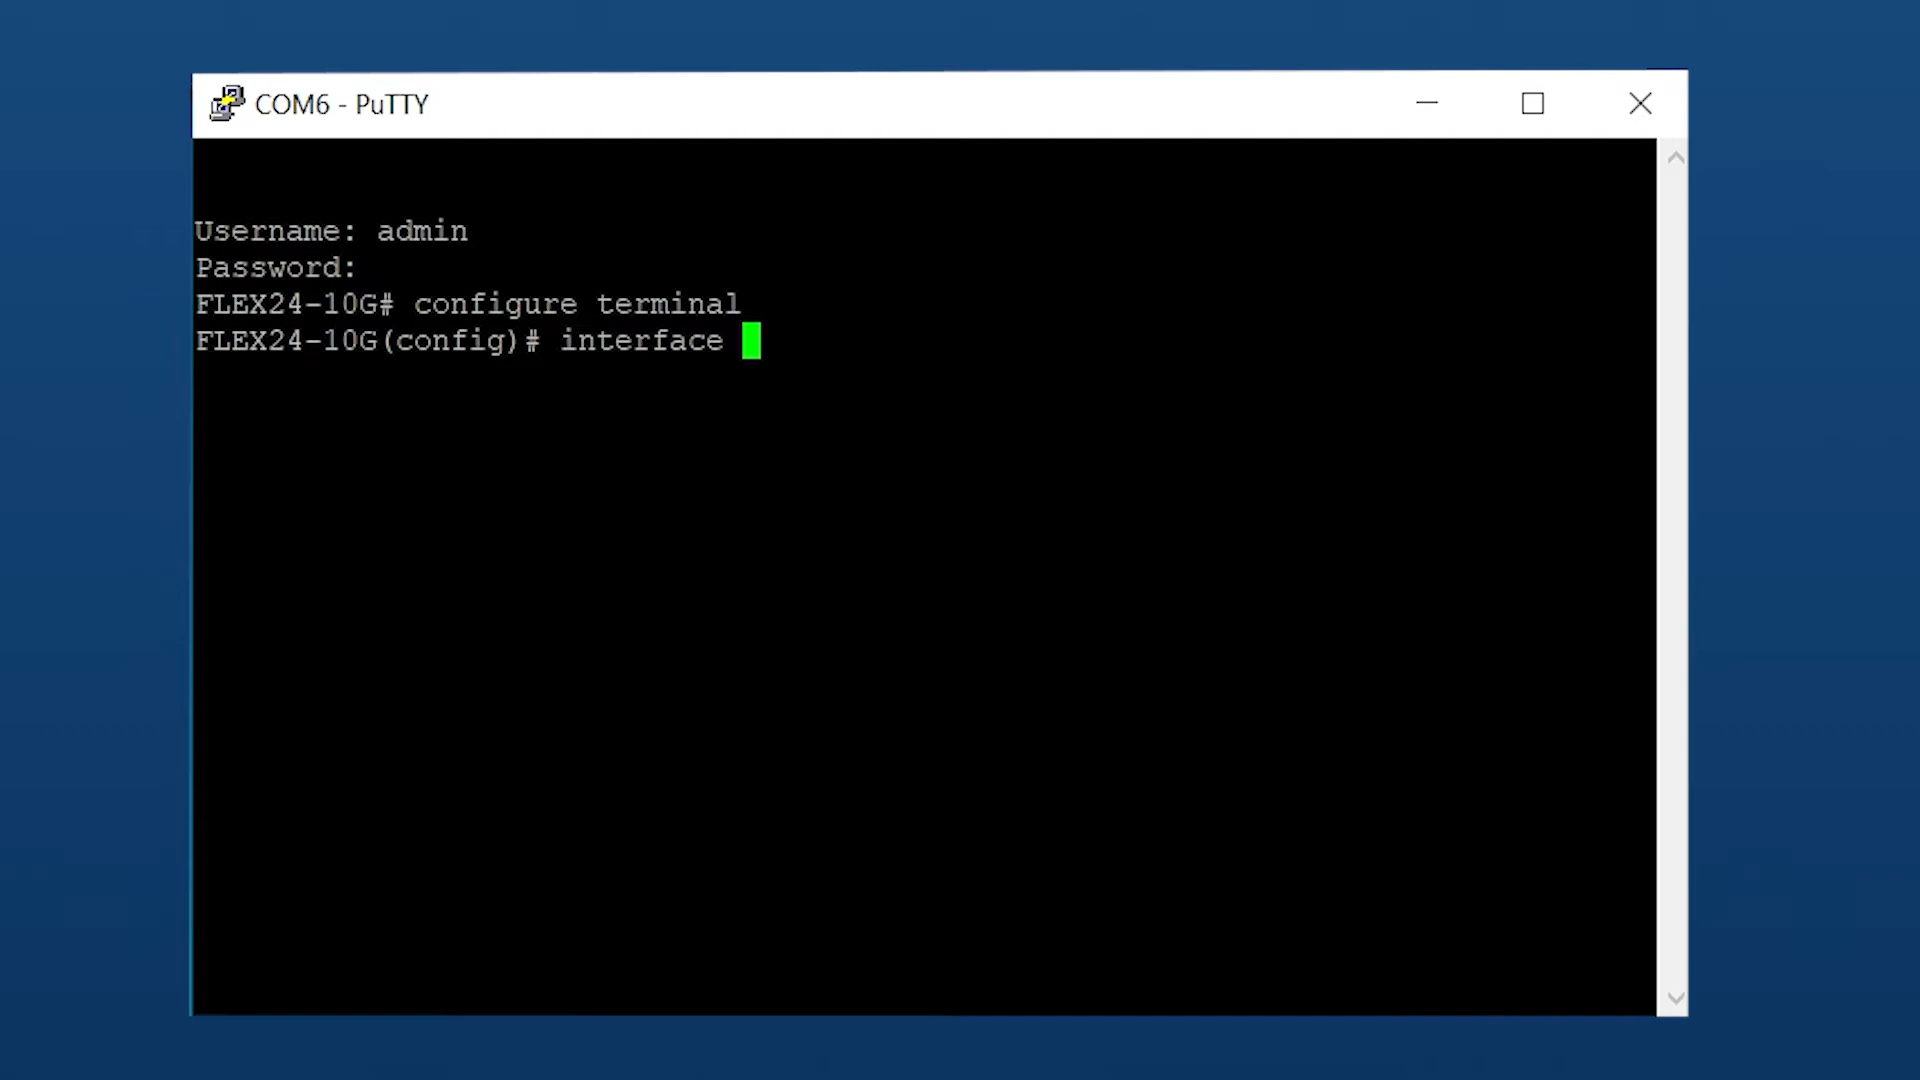 COM6 - PuTTY
Username: admin
Password:
FLEX24-10G# configure terminal
FLEX24-10G(config)# interface